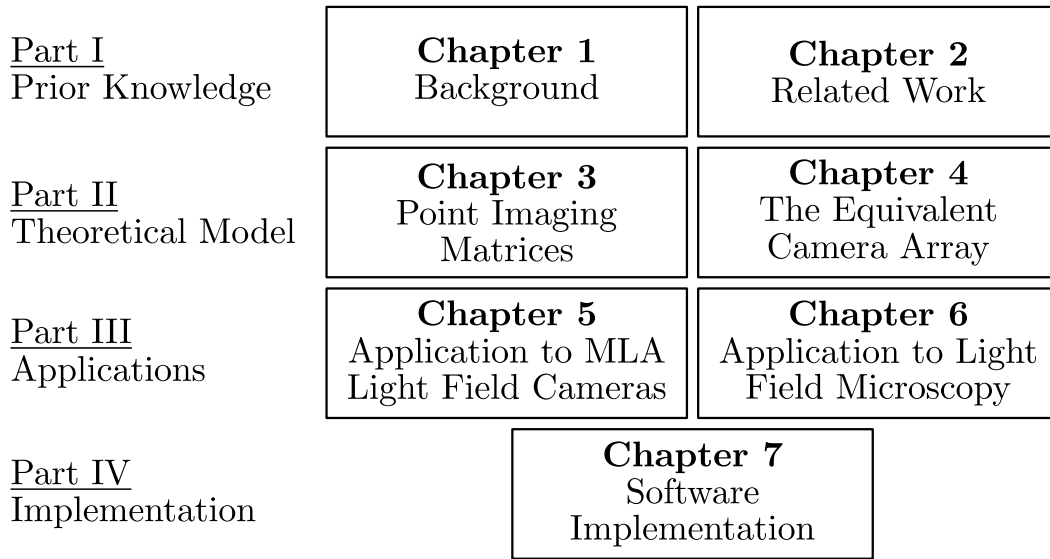 Part I
Prior Knowledge
Chapter 1
Background
Chapter 2
Related Work
Part II
Theoretical Model
Chapter 3
Point Imaging
Matrices
Chapter 4
The Equivalent
Camera Array
Part III
Applications
Chapter 5
Application to MLA
Light Field Cameras
Chapter 6
Application to Light
Field Microscopy
Part IV
Implementation
Chapter 7
Software
Implementation